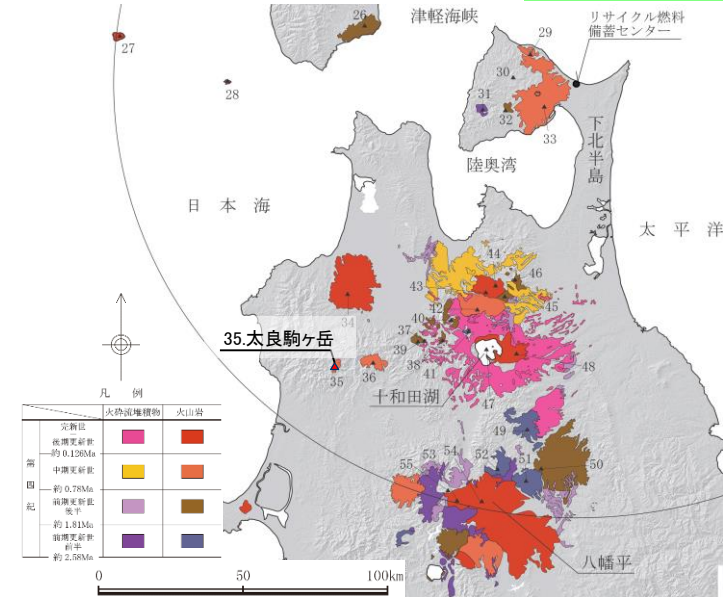 津軽海峡
26
27
28
リサイクル燃料
備蓄センター
29
30
31
32
33
下北半島
陸奥湾
日本海
太平洋
44
43
46
42
45
40
37
34
35.太良駒ヶ岳
39
38
41
48
35
36
47
十和田湖
凡例
火砕流堆積物
火山岩
第四紀
完新世
後期更新世
約0.126Ma
中期更新世
約0.78Ma
前期更新世
後半
約1.81Ma
前期更新世
前半
約2.58Ma
49
50
51
52
53
54
55
八幡平
0
50
100km